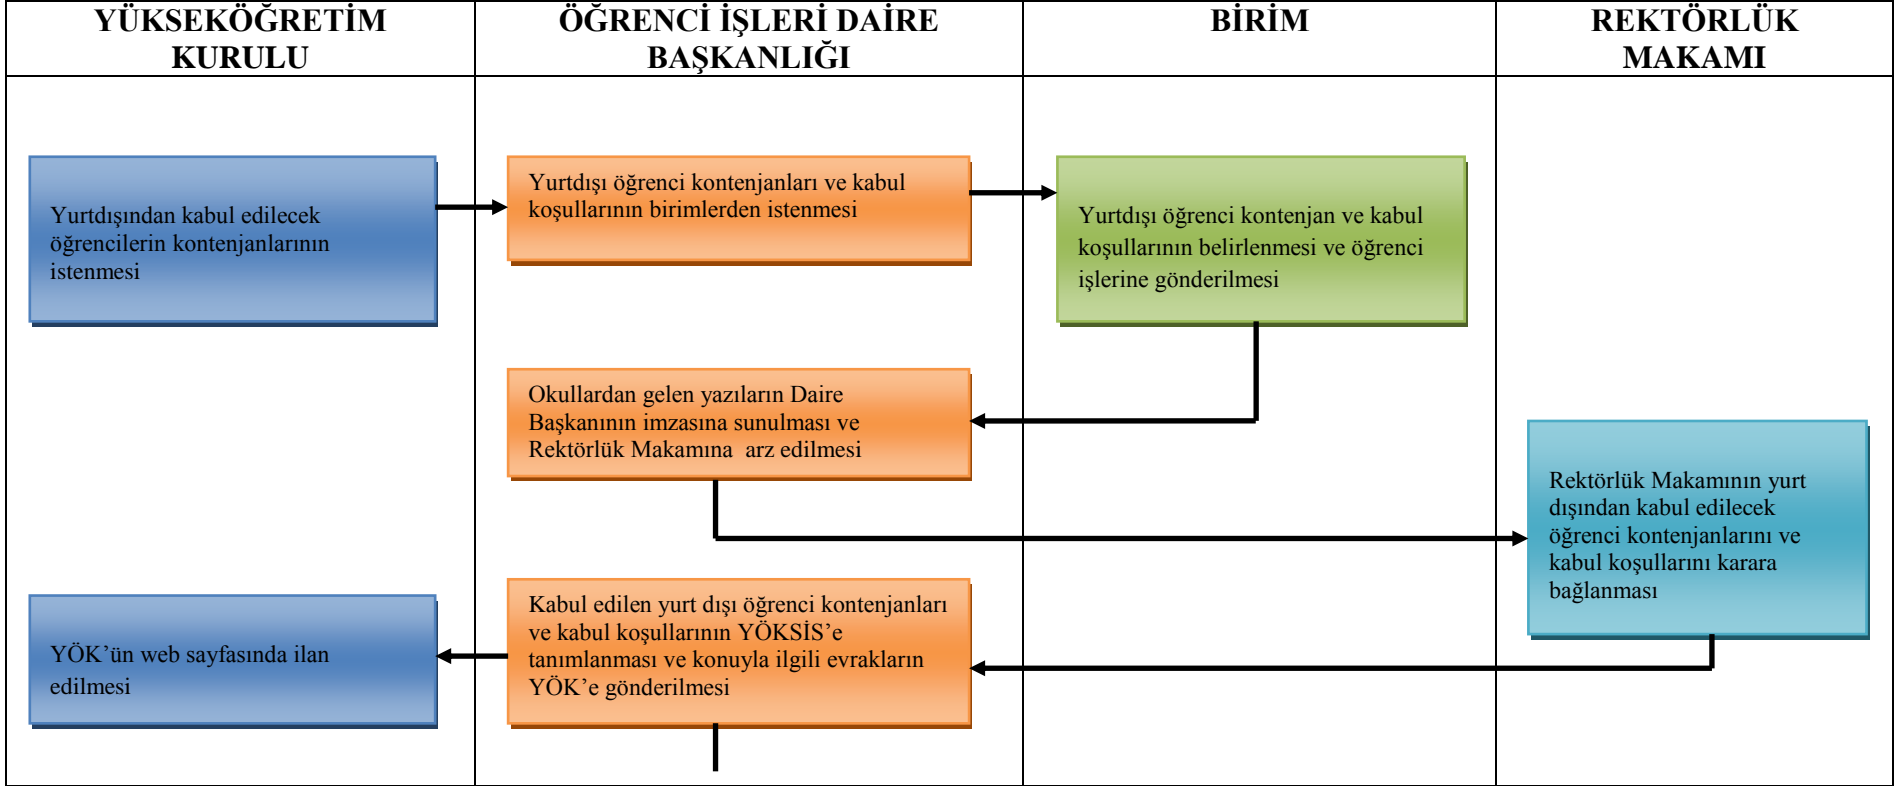 YÜKSEKÖĞRETİM
KURULU
ÖĞRENCİ İŞLERİ DAİRE
BAŞKANLIĞI
BİRİM
REKTÖRLÜK
MAKAMI
Yurtdışından kabul edilecek
öğrencilerin kontenjanlarının
istenmesi
Yurtdışı öğrenci kontenjanları ve kabul
koşullarının birimlerden istenmesi
Yurtdışı öğrenci kontenjan ve kabul
koşullarının belirlenmesi ve öğrenci
işlerine gönderilmesi
Okullardan gelen yazıların Daire
Başkanının imzasına sunulması ve
Rektörlük Makamına arz edilmesi
Rektörlük Makamının yurt
dışından kabul edilecek
öğrenci kontenjanlarını ve
kabul koşullarını karara
bağlanması
Kabul edilen yurt dışı öğrenci kontenjanları
ve kabul koşullarının YÖKSİS’e
tanımlanması ve konuyla ilgili evrakların
YÖK’e gönderilmesi
YÖK’ün web sayfasında ilan
edilmesi